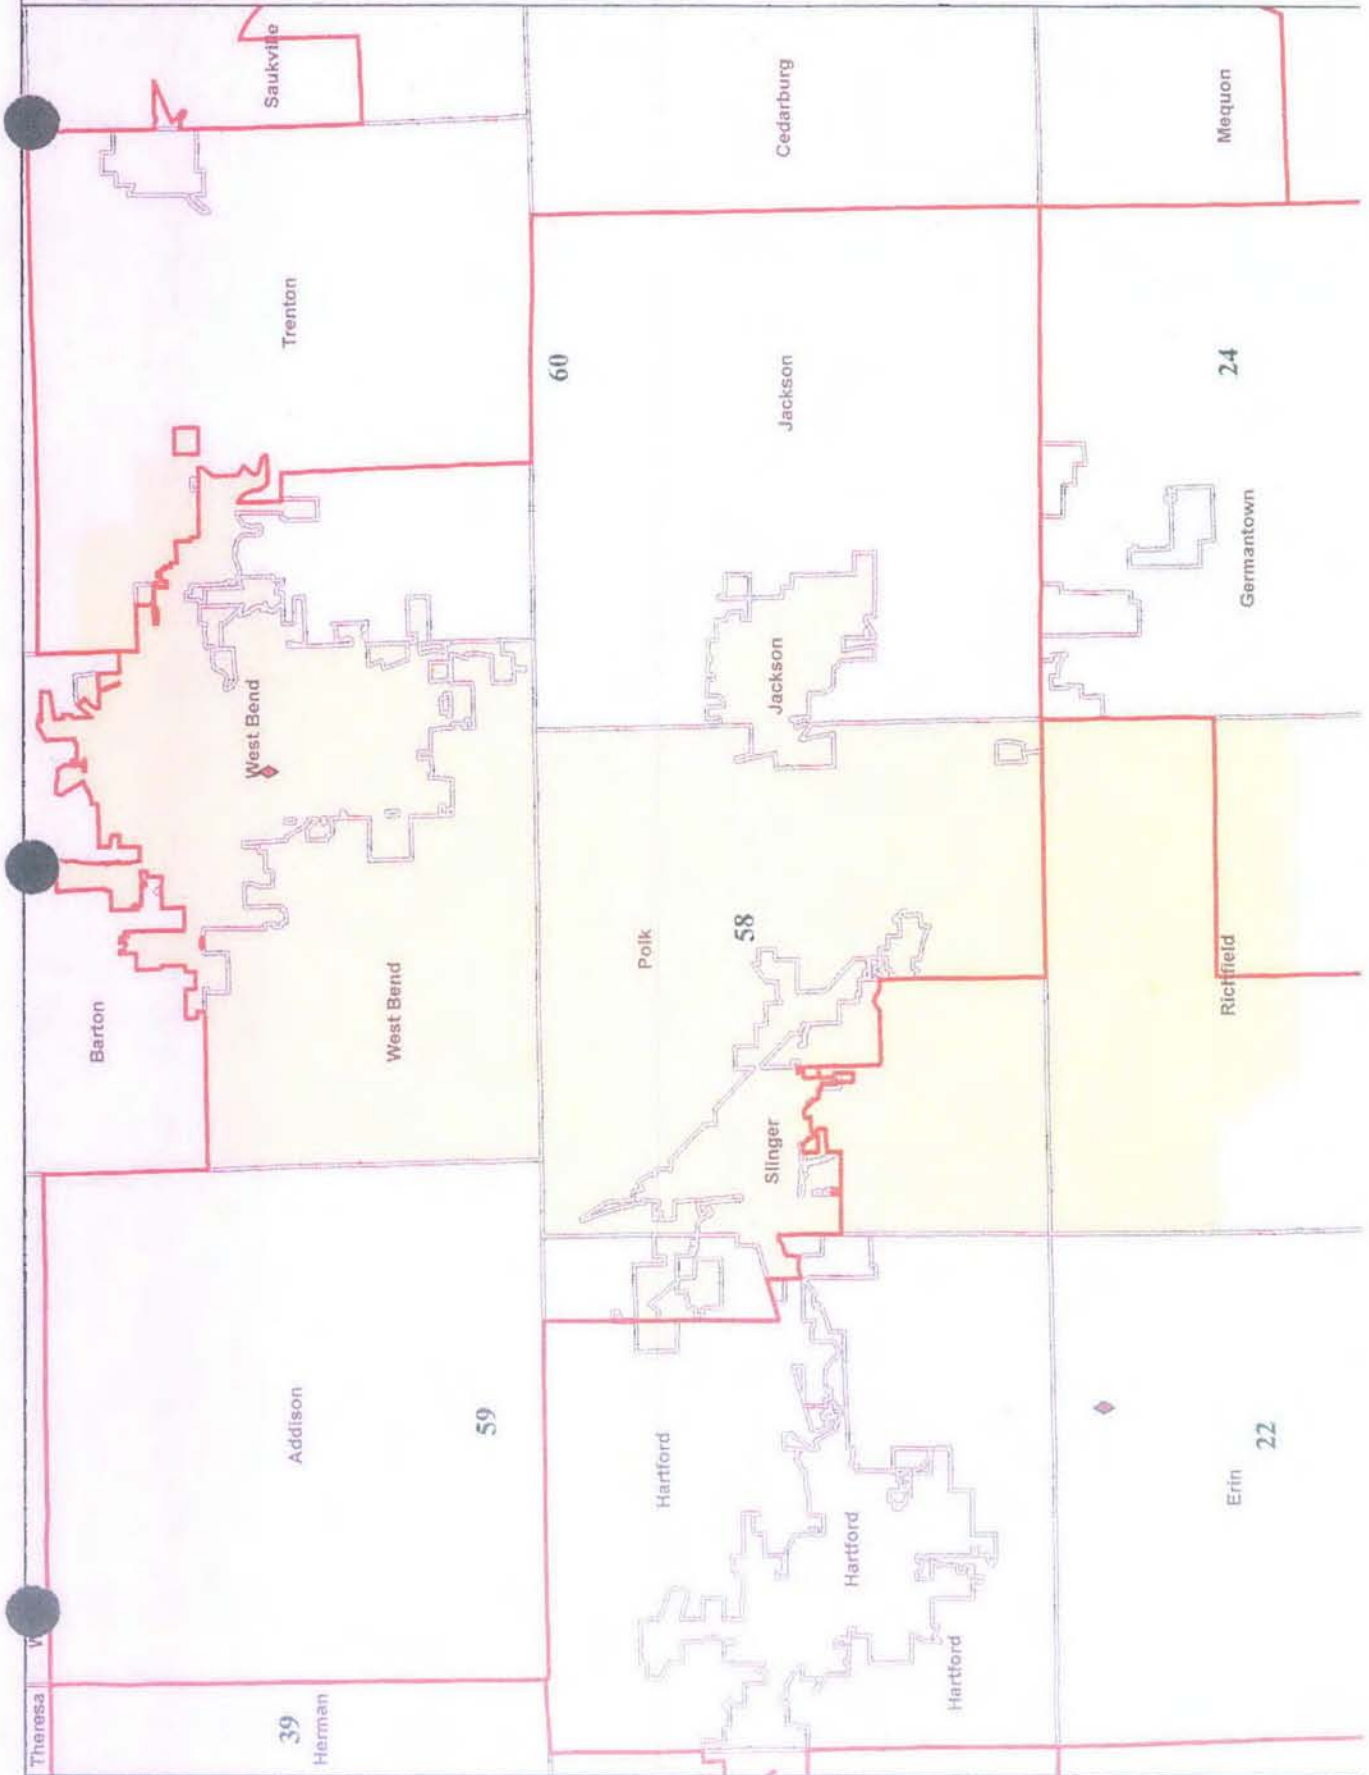 Theresa
Barton
39
Herman
Addison
West Bend
Trenton
Saukville
West Bend
59
60
Hartford
Polk
58
Slinger
Jackson
Jackson
Cedarburg
Hartford
Hartford
Erin
22
Richfield
Germantown
24
Mequon